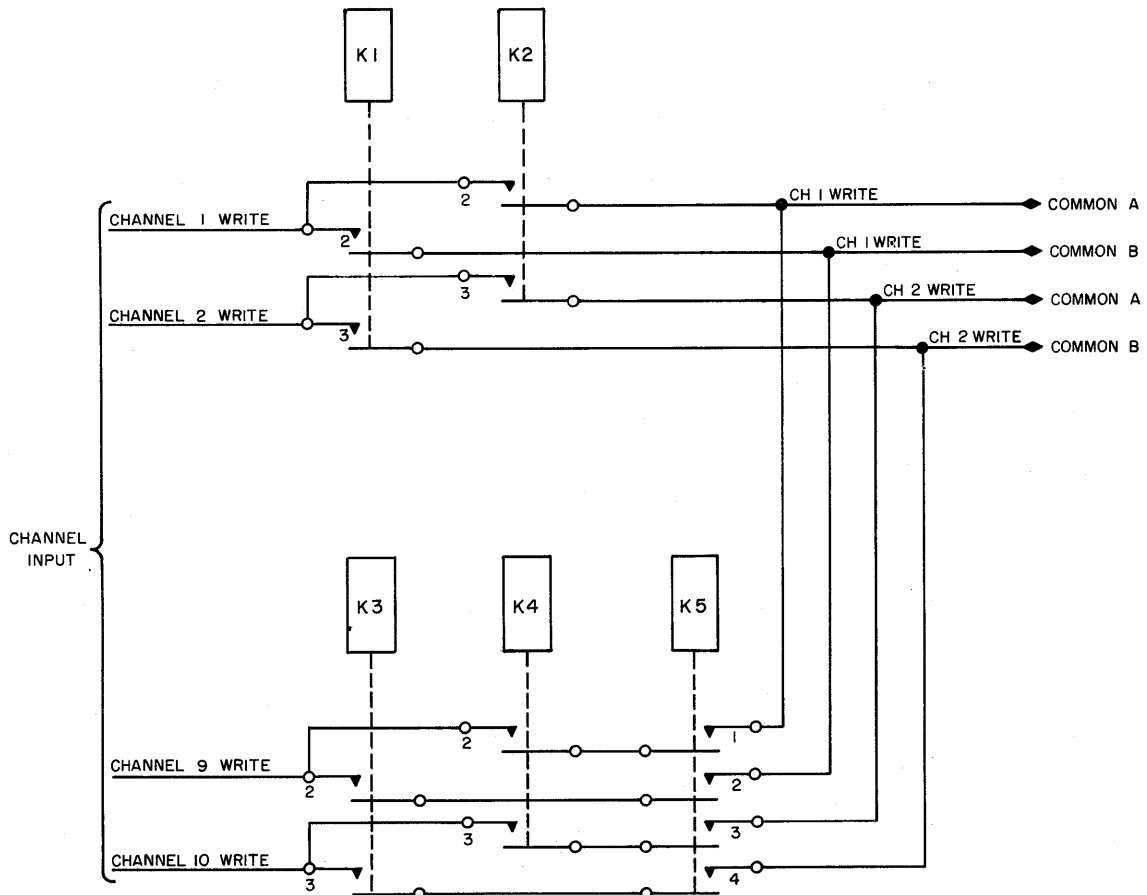 K1
K2
2
CH 1 WRITE
COMMON A
CHANNEL 1 WRITE
2
CH 1 WRITE
COMMON B
3
CH 2 WRITE
COMMON A
CHANNEL 2 WRITE
3
CH 2 WRITE
COMMON B
CHANNEL
INPUT
K3
K4
K5
2
1
CHANNEL 9 WRITE
2
2
3
3
CHANNEL 10 WRITE
3
4